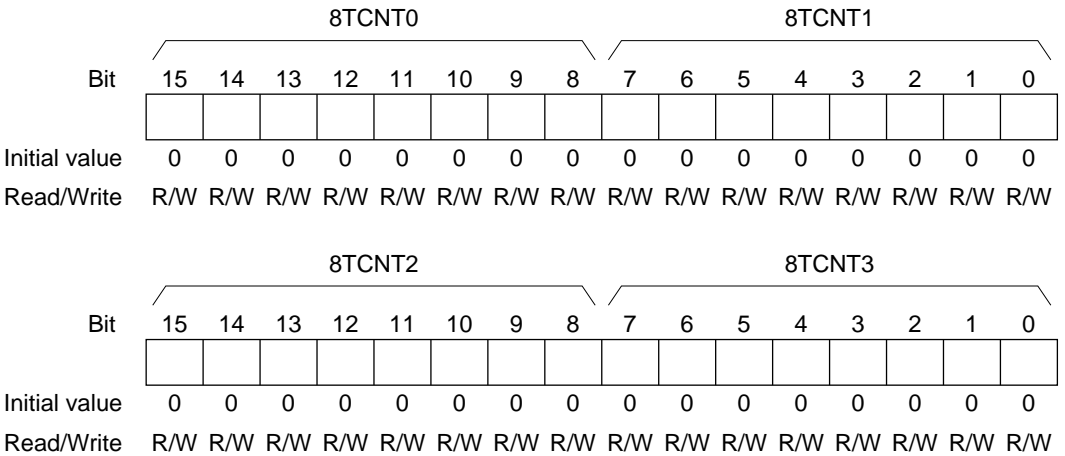 8TCNT0 8TCNT1
Bit 15 14 13 12 11 10 9 8 7 6 5 4 3 2 1 0
Initial value 0 0 0 0 0 0 0 0 0 0 0 0 0 0 0 0
Read/Write R/W R/W R/W R/W R/W R/W R/W R/W R/W R/W R/W R/W R/W R/W R/W R/W
8TCNT2 8TCNT3
Bit 15 14 13 12 11 10 9 8 7 6 5 4 3 2 1 0
Initial value 0 0 0 0 0 0 0 0 0 0 0 0 0 0 0 0
Read/Write R/W R/W R/W R/W R/W R/W R/W R/W R/W R/W R/W R/W R/W R/W R/W R/W